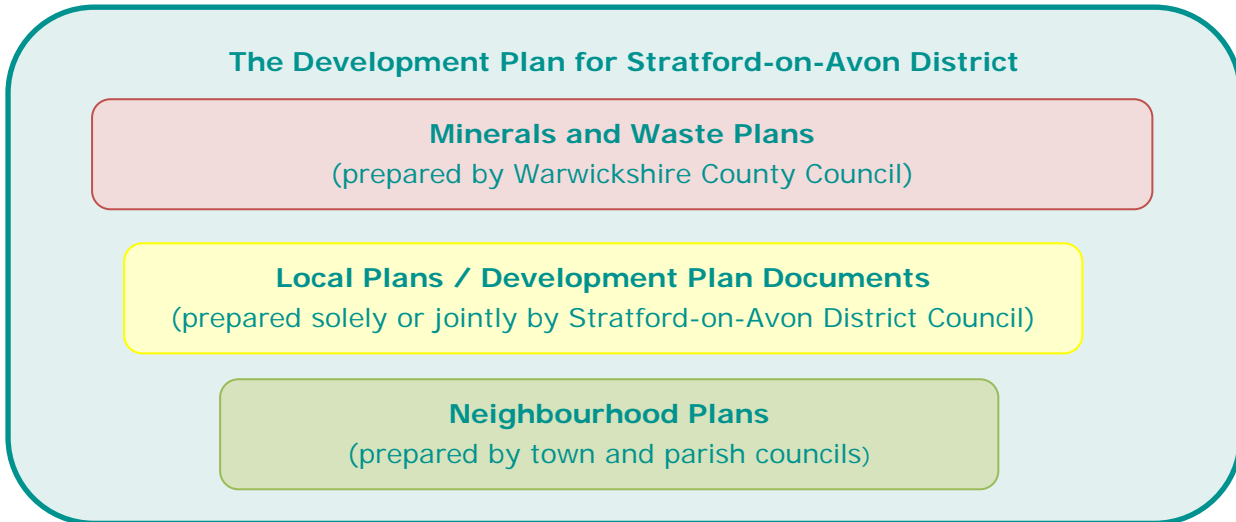 The Development Plan for Stratford-on-Avon District
Minerals and Waste Plans
(prepared by Warwickshire County Council)
Local Plans / Development Plan Documents
(prepared solely or jointly by Stratford-on-Avon District Council)
Neighbourhood Plans
(prepared by town and parish councils)